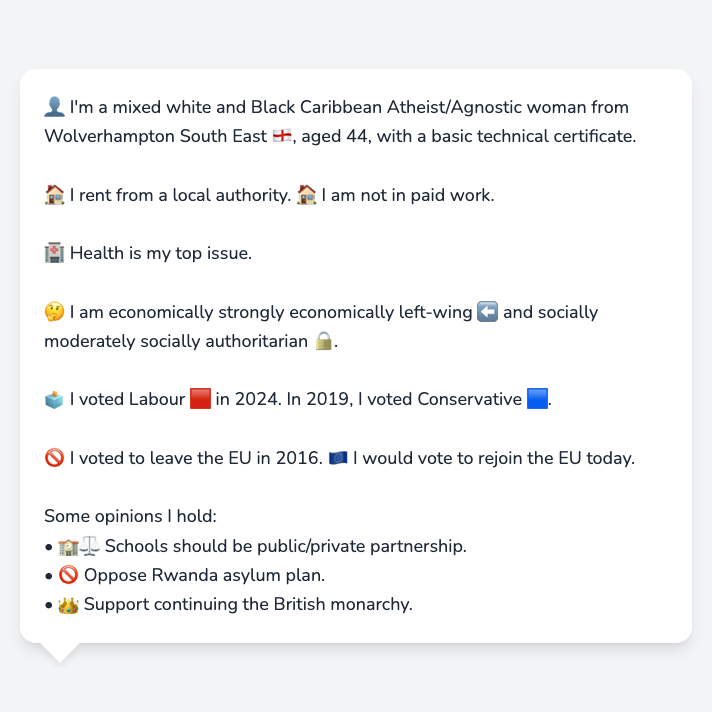 👤 I'm a mixed white and Black Caribbean Atheist/Agnostic woman from
Wolverhampton South East 🏴󠁧󠁢󠁥󠁮󠁧󠁿, aged 44, with a basic technical certificate.
🏠 I rent from a local authority. 🏠 I am not in paid work.
🏥 Health is my top issue.
🤔 I am economically strongly economically left-wing ⬅️ and socially
moderately socially authoritarian 🔒.
🗳️ I voted Labour 🟥 in 2024. In 2019, I voted Conservative 🟦.
🚫 I voted to leave the EU in 2016. 🇪🇺 I would vote to rejoin the EU today.
Some opinions I hold:
• 🏫⚖️ Schools should be public/private partnership.
• 🚫 Oppose Rwanda asylum plan.
• 👑 Support continuing the British monarchy.